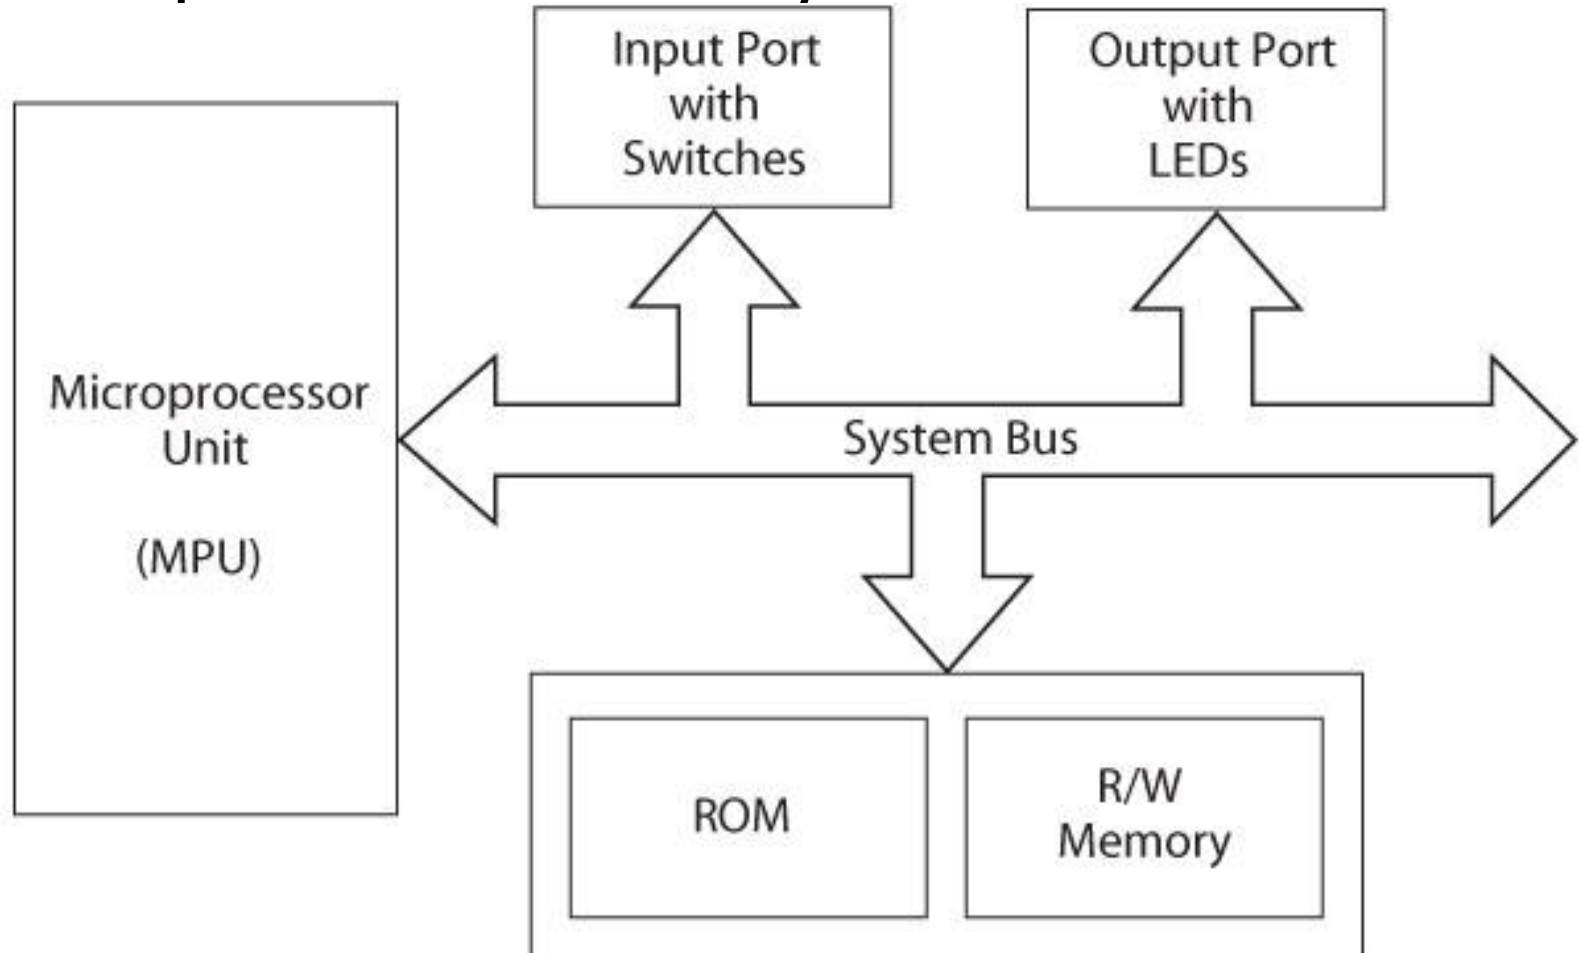 Input Port
with
Switches
Output Port
with
LEDs
Microprocessor
Unit
(MPU)
System Bus
ROM
R/W
Memory